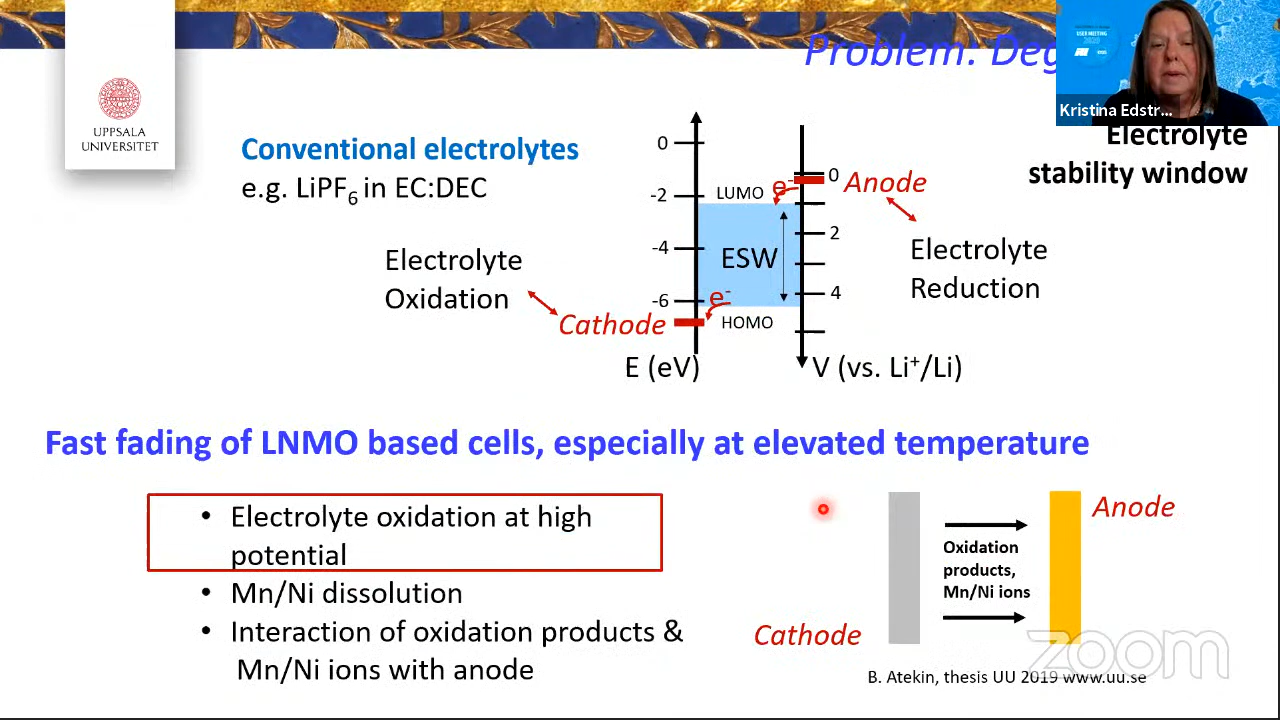 Problem: Deg
USER MEETING
Kristina Edstr...
UPPSALA
UNIVERSITET
Conventional electrolytes
e.g. LiPF6 in EC:DEC
Electrolyte
stability window
0
-2
-4
-6
E (eV)
LUMO
e-
ESW
e-
HOMO
0
2
4
V (vs. Li+/Li)
Anode
Electrolyte
Reduction
Electrolyte
Oxidation
Cathode
Fast fading of LNMO based cells, especially at elevated temperature
• Electrolyte oxidation at high
potential
• Mn/Ni dissolution
• Interaction of oxidation products &
Mn/Ni ions with anode
Anode
Oxidation
products,
Mn/Ni ions
Cathode
zoom
B. Atekin, thesis UU 2019 www.uu.se